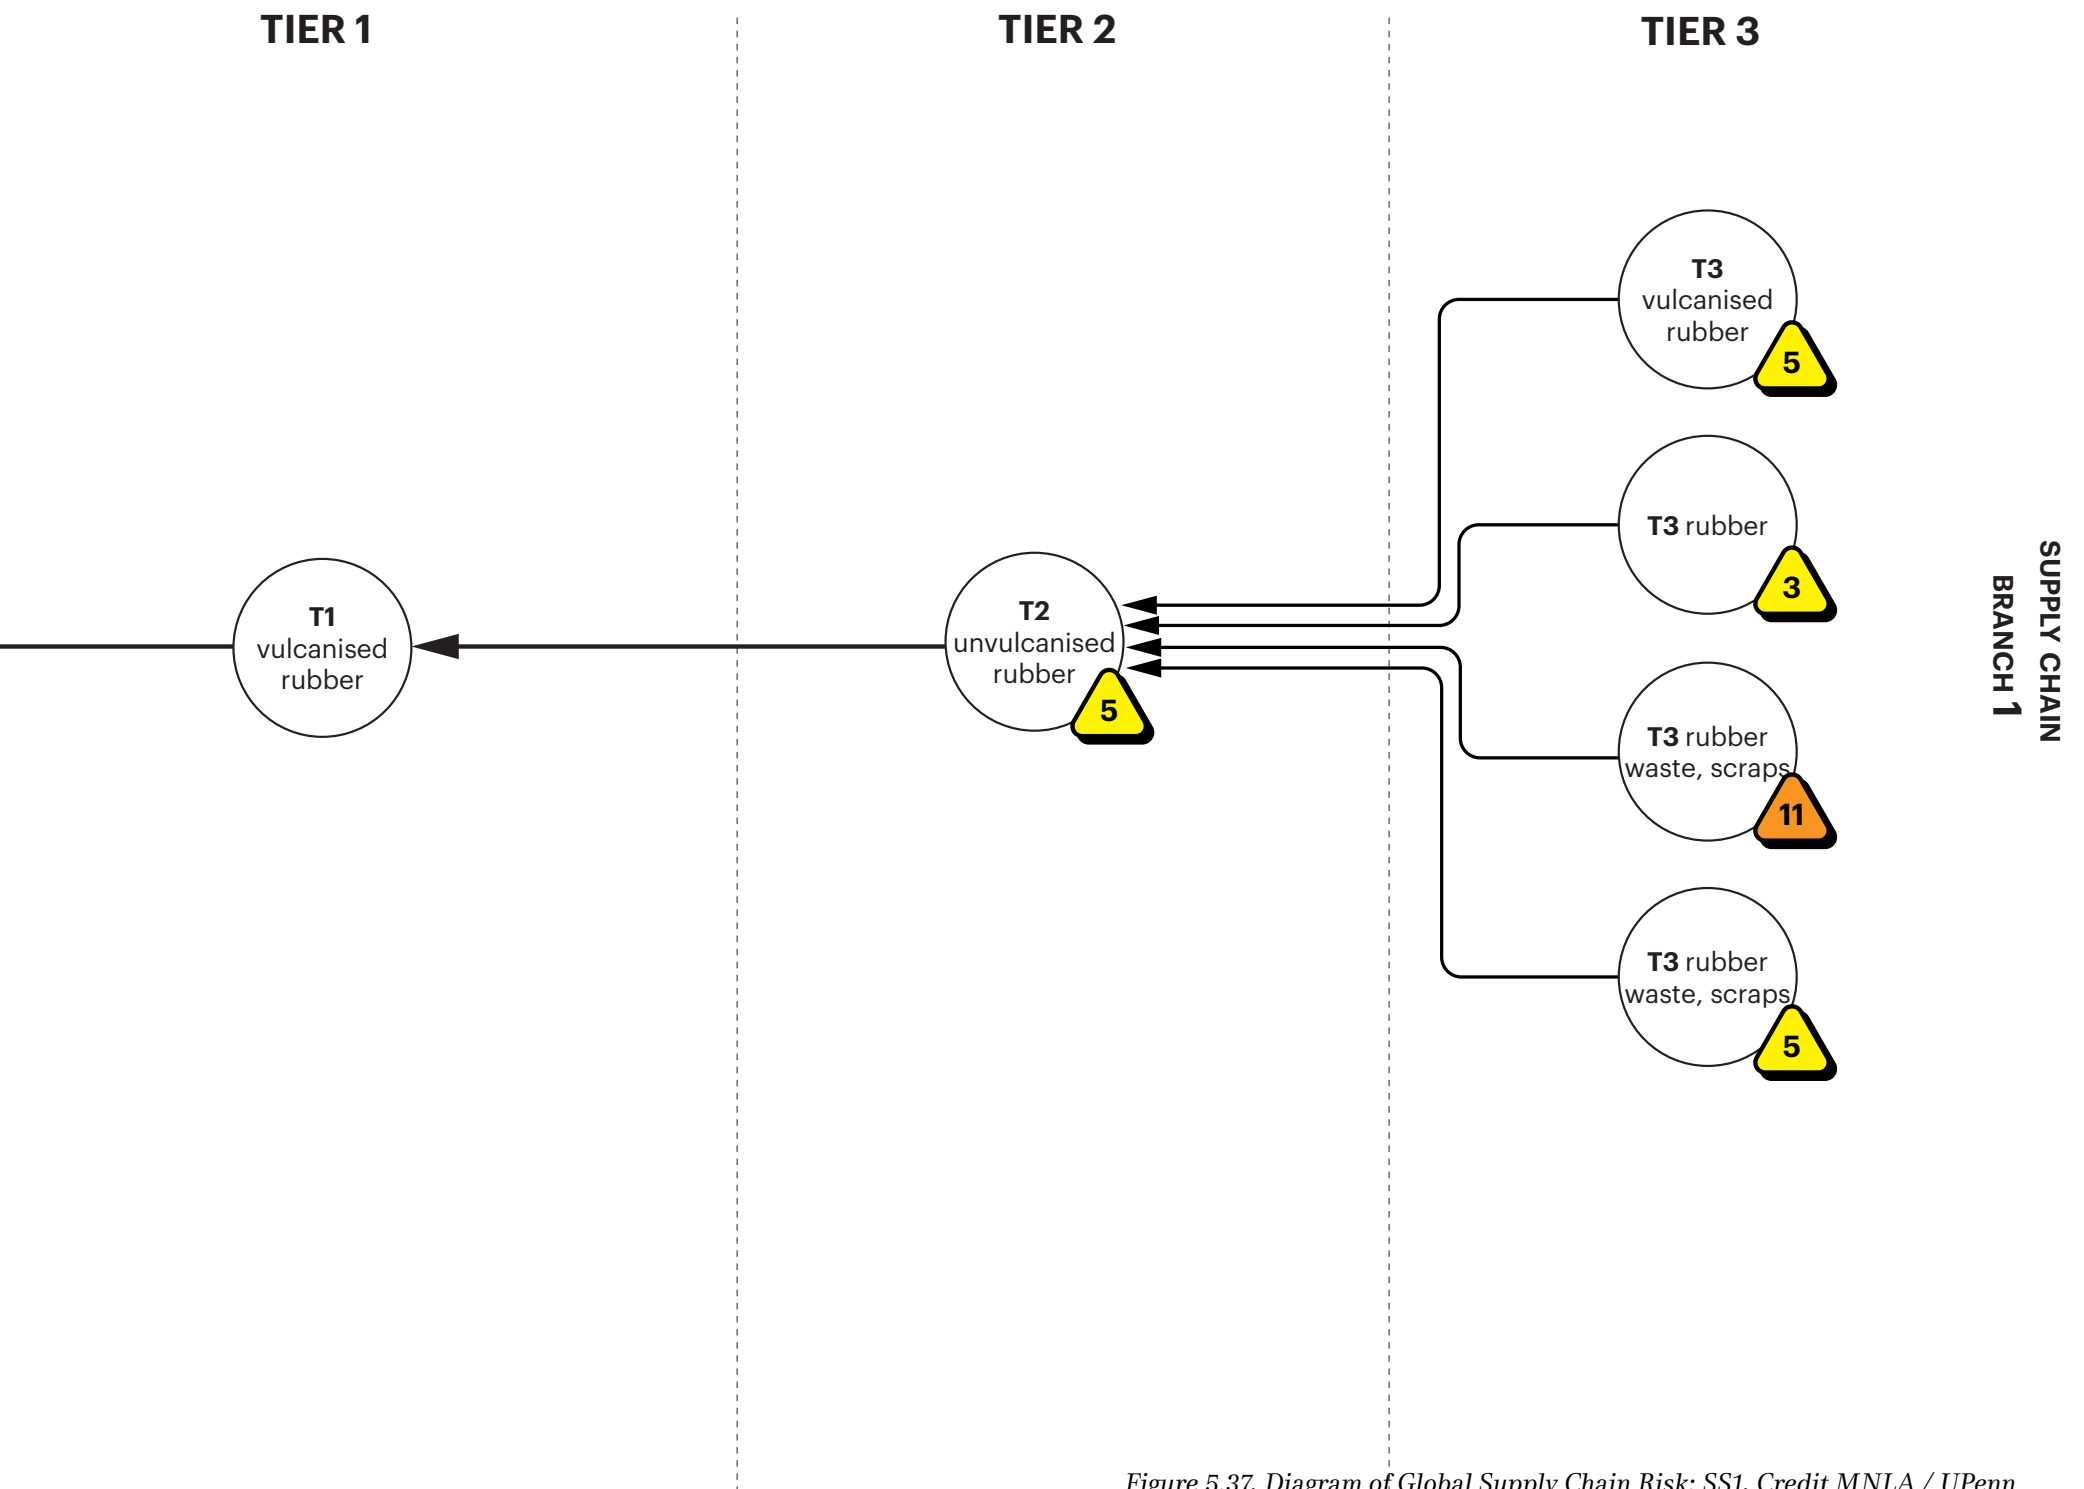 TIER 1
TIER 2
TIER 3
T1
vulcanised
rubber
T2
unvulcanised
rubber
5
T3
vulcanised
rubber
5
T3 rubber
3
T3 rubber
waste, scraps
11
T3 rubber
waste, scraps
5
SUPPLY CHAIN
BRANCH 1
Figure 5.37. Diagram of Global Supply Chain Risk: SS1. Credit MNLA / UPenn